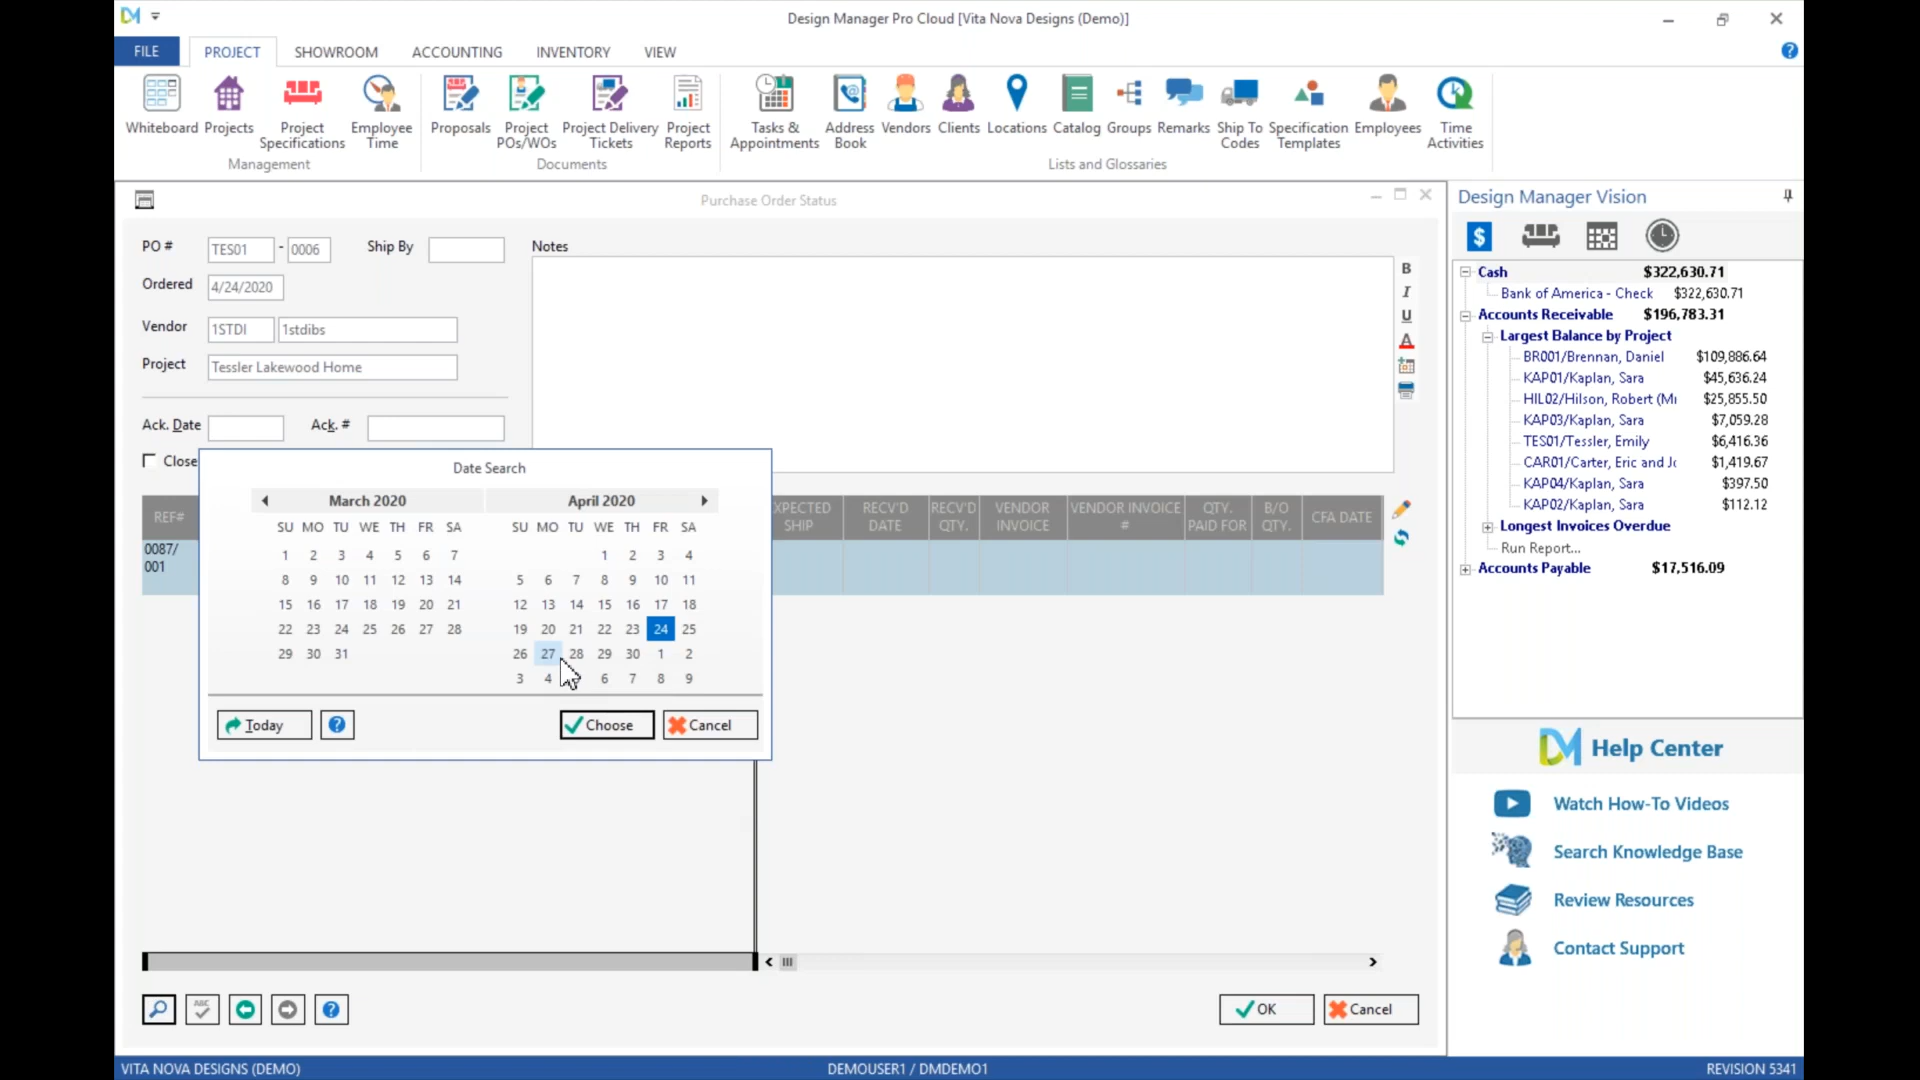 Design Manager Pro Cloud [Vita Nova Designs (Demo)]
FILE PROJECT SHOWROOM ACCOUNTING INVENTORY VIEW
Whiteboard
Projects
Project
Specifications
Employee
Time
Management
Proposals
Project
POs/WOs
Project Delivery
Tickets
Project
Reports
Documents
Tasks &
Appointments
Address
Book
Vendors
Clients
Locations
Catalog
Groups
Remarks
Ship To
Codes
Specification
Templates
Employees
Time
Activities
Lists and Glossaries
Purchase Order Status
PO # TES01 - 0006 Ship By
Notes
Ordered 4/24/2020
Vendor 1STDI 1stdibs
Project Tessler Lakewood Home
Ack. Date Ack. #
Close
B
I
U
A
REF#
XPECTED
SHIP
RECV'D
DATE
RECV'D
QTY.
VENDOR
INVOICE
VENDOR INVOICE
#
QTY.
PAID FOR
B/O
QTY.
CFA DATE
0087/
001
Date Search
March 2020
SU MO TU WE TH FR SA
1 2 3 4 5 6 7
8 9 10 11 12 13 14
15 16 17 18 19 20 21
22 23 24 25 26 27 28
29 30 31
April 2020
SU MO TU WE TH FR SA
1 2 3 4
5 6 7 8 9 10 11
12 13 14 15 16 17 18
19 20 21 22 23 24 25
26 27 28 29 30 1 2
3 4 6 7 8 9
Today ? Choose Cancel
ABC
?
OK Cancel
Design Manager Vision
$
Cash $322,630.71
Bank of America - Check $322,630.71
Accounts Receivable $196,783.31
Largest Balance by Project
BR001/Brennan, Daniel $109,886.64
KAP01/Kaplan, Sara $45,636.24
HIL02/Hilson, Robert (M $25,855.50
KAP03/Kaplan, Sara $7,059.28
TES01/Tessler, Emily $6,416.36
CAR01/Carter, Eric and Jo $1,419.67
KAP04/Kaplan, Sara $397.50
KAP02/Kaplan, Sara $112.12
Longest Invoices Overdue
Run Report...
Accounts Payable $17,516.09
DM Help Center
Watch How-To Videos
Search Knowledge Base
Review Resources
Contact Support
VITA NOVA DESIGNS (DEMO)
DEMOUSER1 / DMDEMO1
REVISION 5341